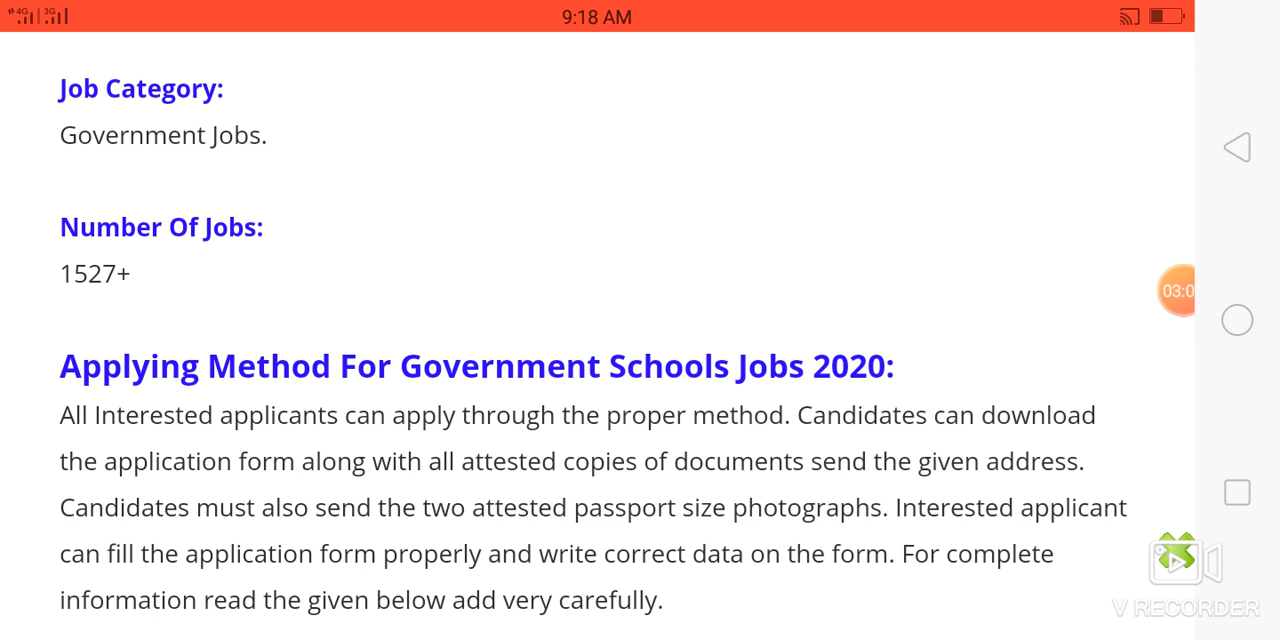 4G 3G 9:18 AM
Job Category:
Government Jobs.
Number Of Jobs:
1527+
03:0
Applying Method For Government Schools Jobs 2020:
All Interested applicants can apply through the proper method. Candidates can download
the application form along with all attested copies of documents send the given address.
Candidates must also send the two attested passport size photographs. Interested applicant
can fill the application form properly and write correct data on the form. For complete
information read the given below add very carefully.
V RECORDER